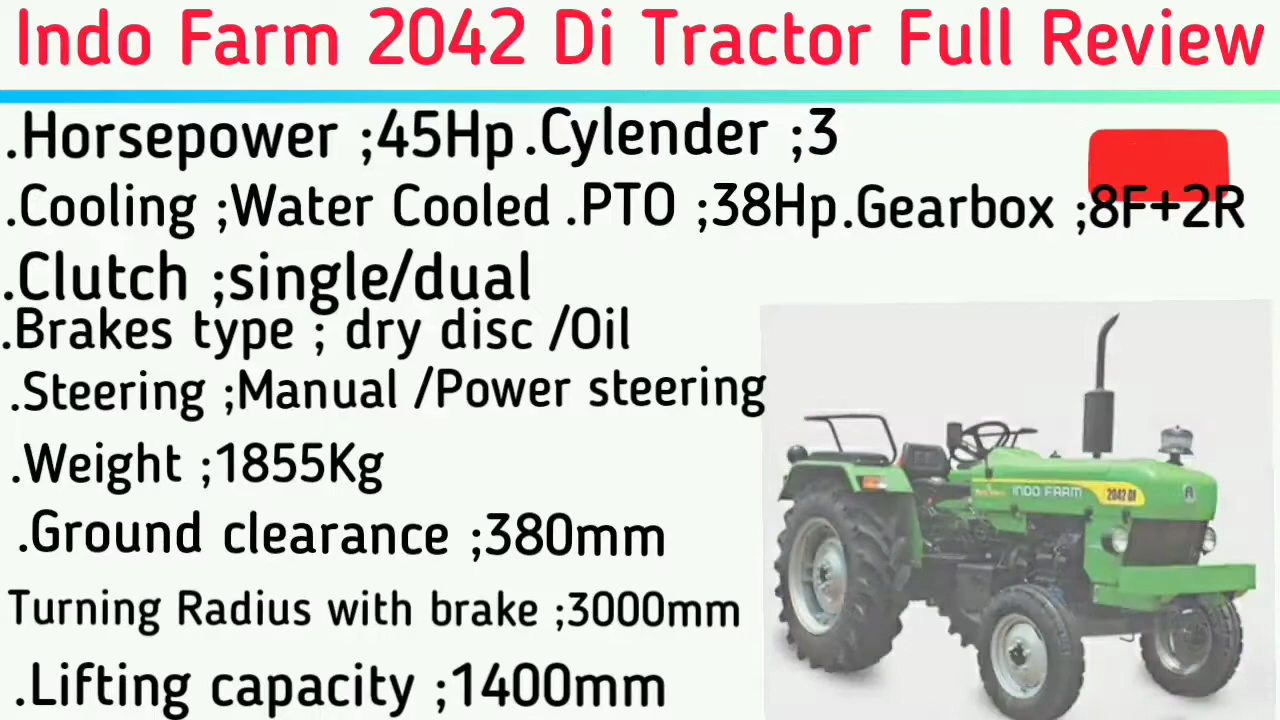 Indo Farm 2042 Di Tractor Full Review
.Horsepower ;45Hp .Cylender ;3
.Cooling ;Water Cooled .PTO ;38Hp .Gearbox ;8F+2R
.Clutch ;single/dual
.Brakes type ; dry disc /Oil
.Steering ;Manual /Power steering
.Weight ;1855Kg
.Ground clearance ;380mm
Turning Radius with brake ;3000mm
.Lifting capacity ;1400mm
INDO FARM 2042 DI